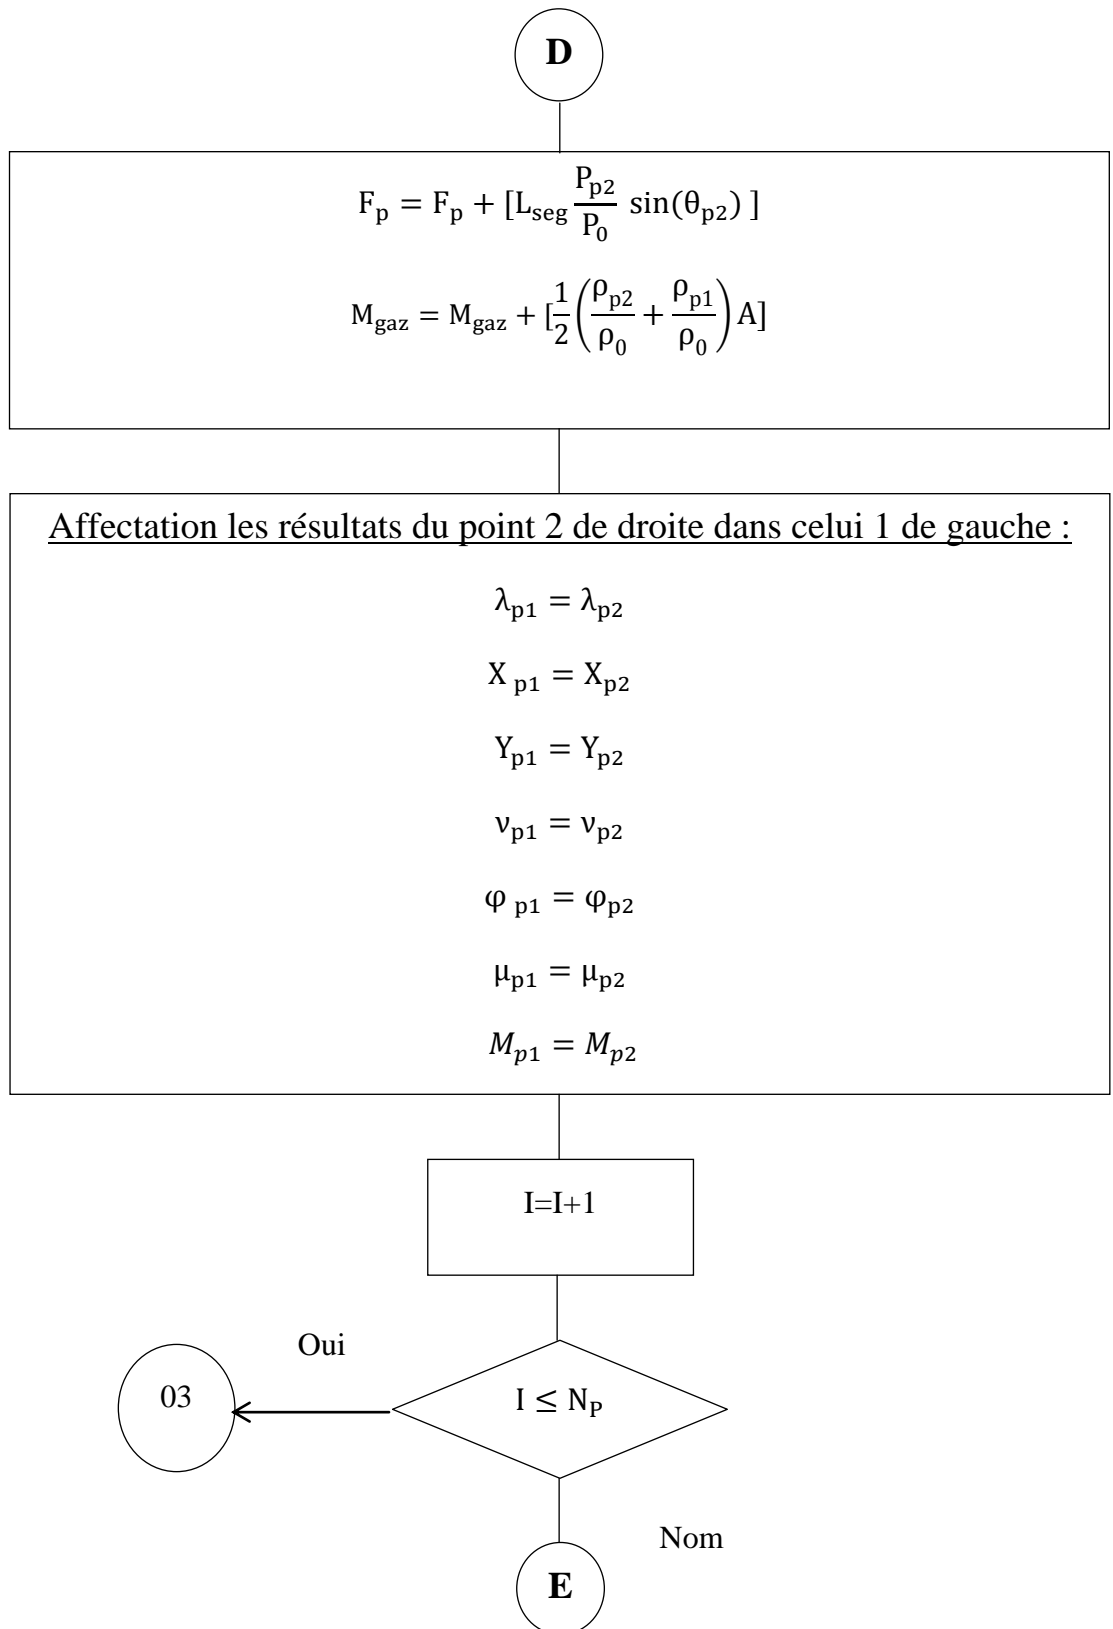 D
F_p = F_p + [L_seg P_p2/P_0 sin(θ_p2) ]
M_gaz = M_gaz + [1/2 (ρ_p2/ρ_0 + ρ_p1/ρ_0) A]
Affectation les résultats du point 2 de droite dans celui 1 de gauche :
λ_p1 = λ_p2
X_p1 = X_p2
Y_p1 = Y_p2
ν_p1 = ν_p2
φ_p1 = φ_p2
μ_p1 = μ_p2
M_p1 = M_p2
I=I+1
Oui
03
I ≤ N_P
Nom
E